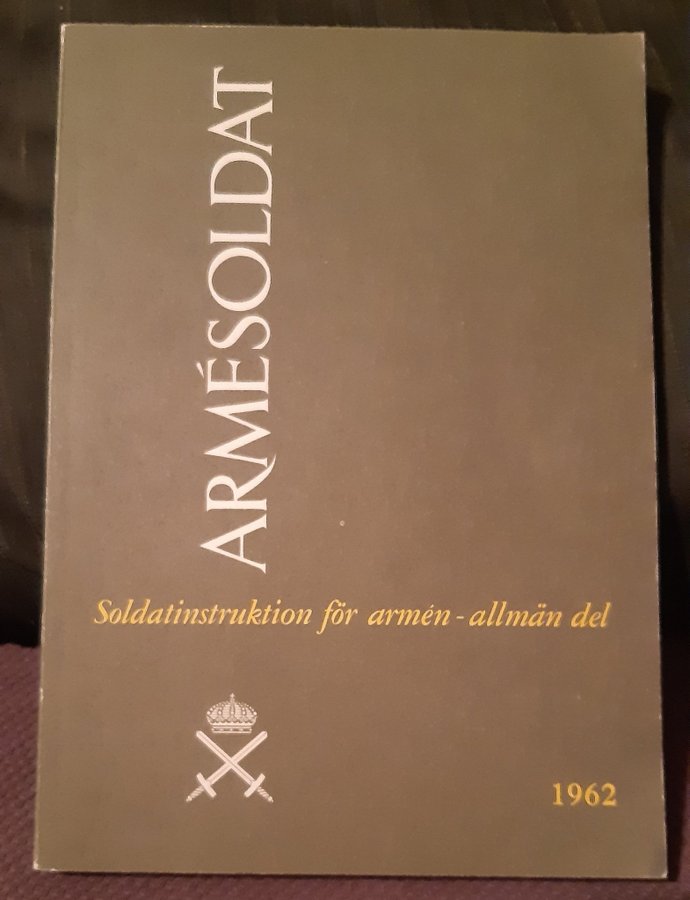 ARMÉSOLDAT
Soldatinstruktion för armén - allmän del
1962